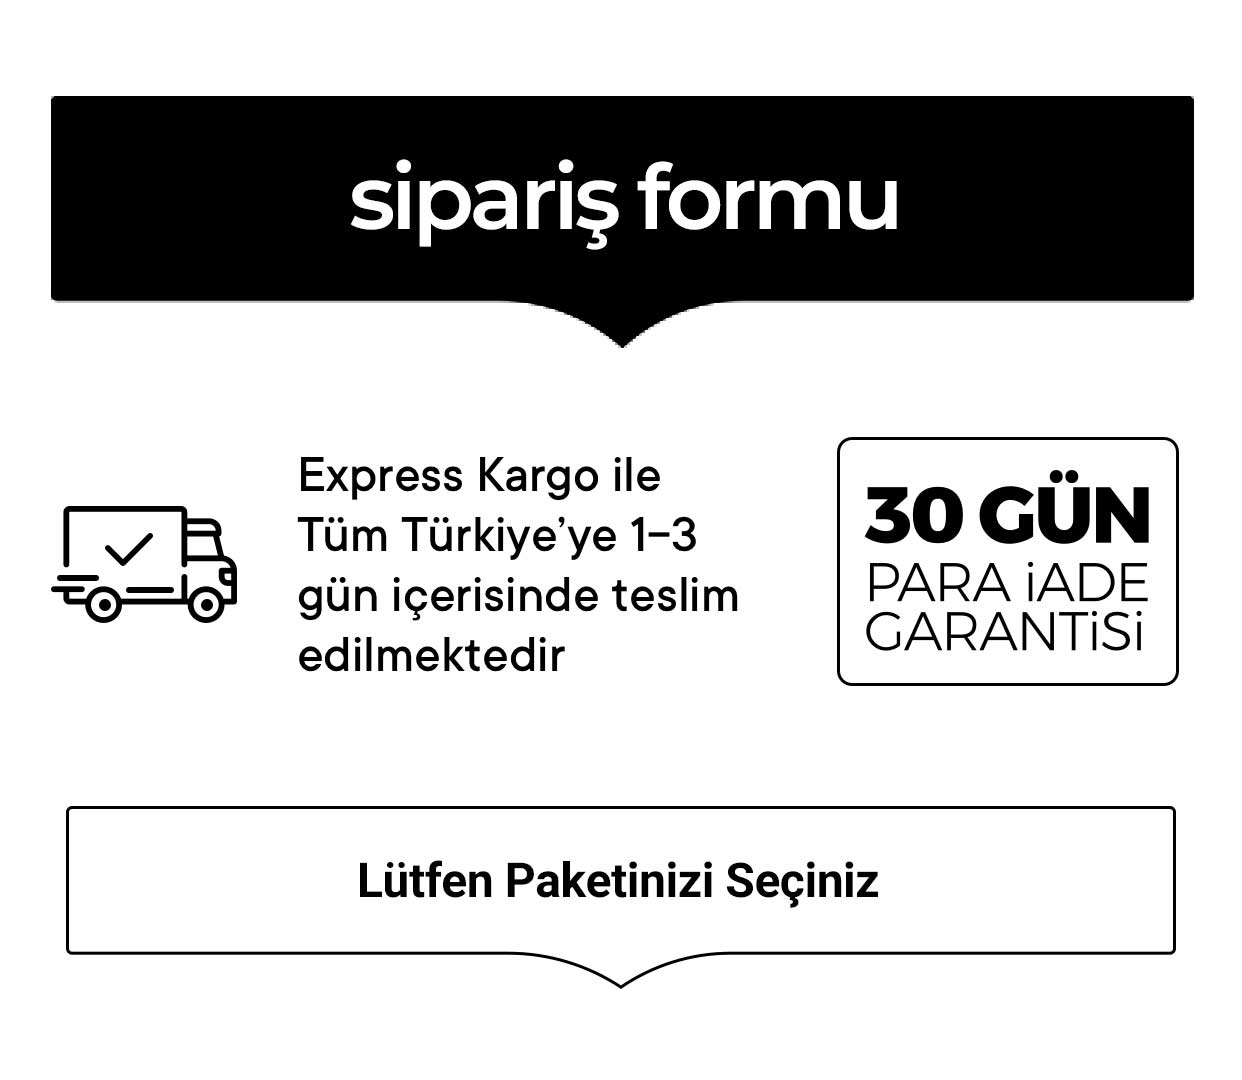 sipariş formu
Express Kargo ile
Tüm Türkiye’ye 1–3
gün içerisinde teslim
edilmektedir
30 GÜN
PARA iADE
GARANTiSi
Lütfen Paketinizi Seçiniz